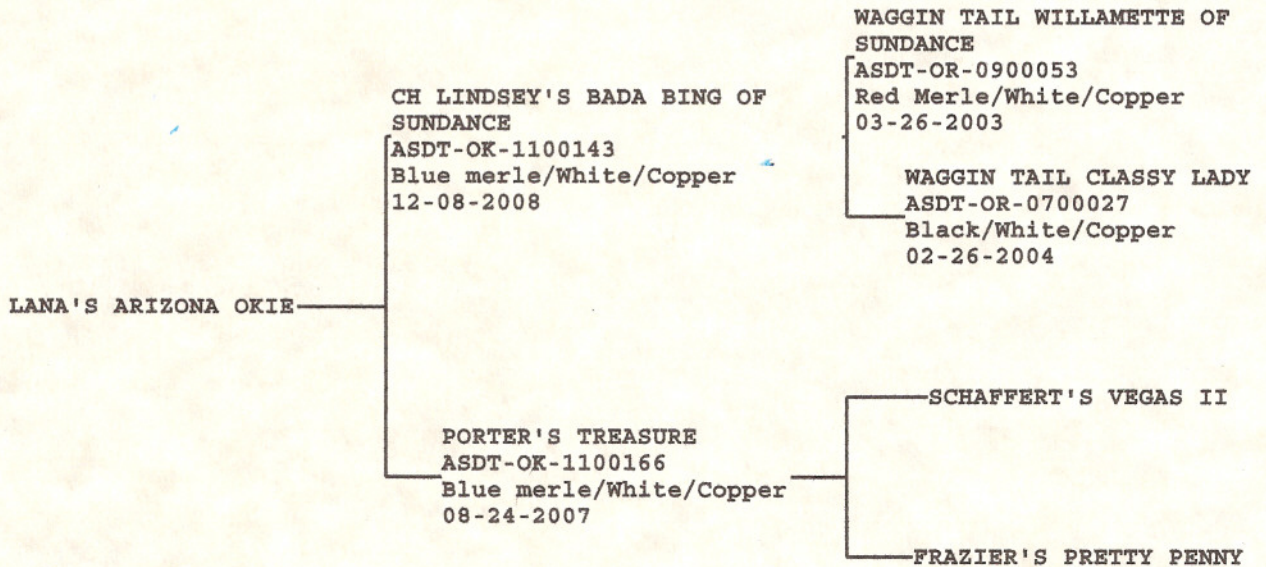 WAGGIN TAIL WILLAMETTE OF
SUNDANCE
ASDT-OR-0900053
Red Merle/White/Copper
03-26-2003
CH LINDSEY'S BADA BING OF
SUNDANCE
ASDT-OK-1100143
Blue merle/White/Copper
12-08-2008
WAGGIN TAIL CLASSY LADY
ASDT-OR-0700027
Black/White/Copper
02-26-2004
LANA'S ARIZONA OKIE
SCHAFFERT'S VEGAS II
PORTER'S TREASURE
ASDT-OK-1100166
Blue merle/White/Copper
08-24-2007
FRAZIER'S PRETTY PENNY